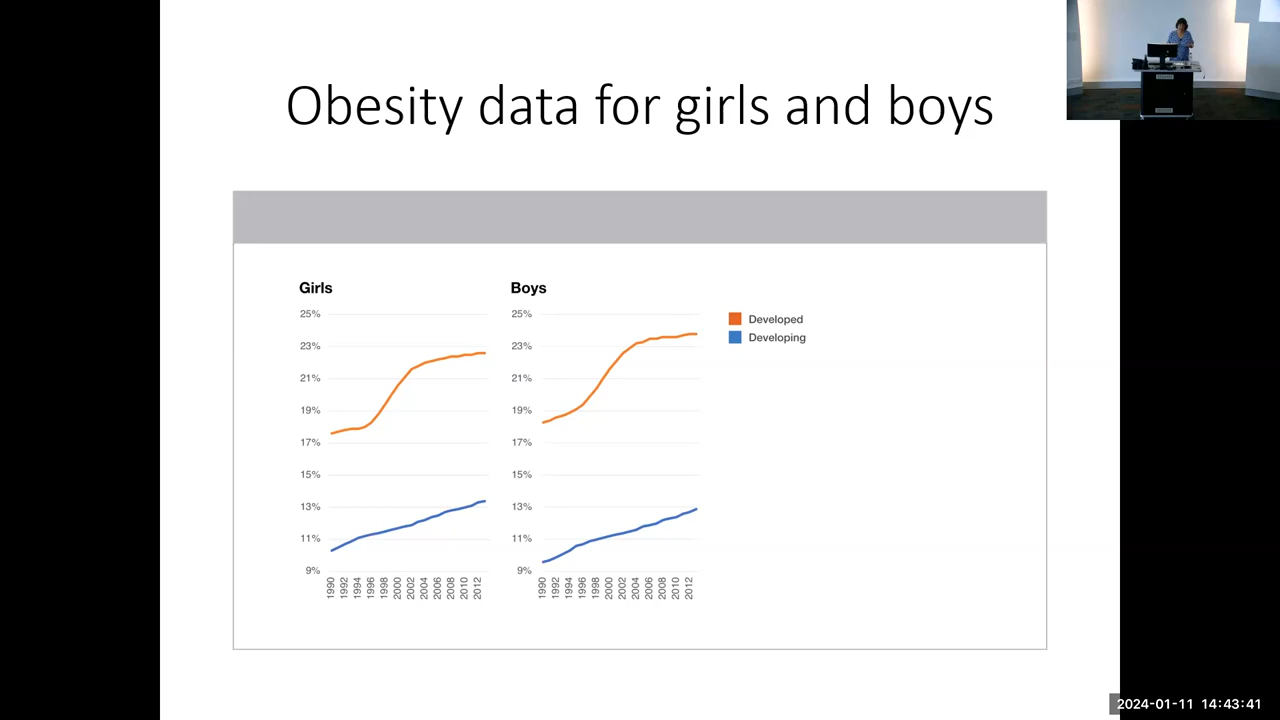 Obesity data for girls and boys
Girls
25%
23%
21%
19%
17%
15%
13%
11%
9%
1990 1992 1994 1996 1998 2000 2002 2004 2006 2008 2010 2012
Boys
25%
23%
21%
19%
17%
15%
13%
11%
9%
1990 1992 1994 1996 1998 2000 2002 2004 2006 2008 2010 2012
Developed
Developing
2024-01-11 14:43:41